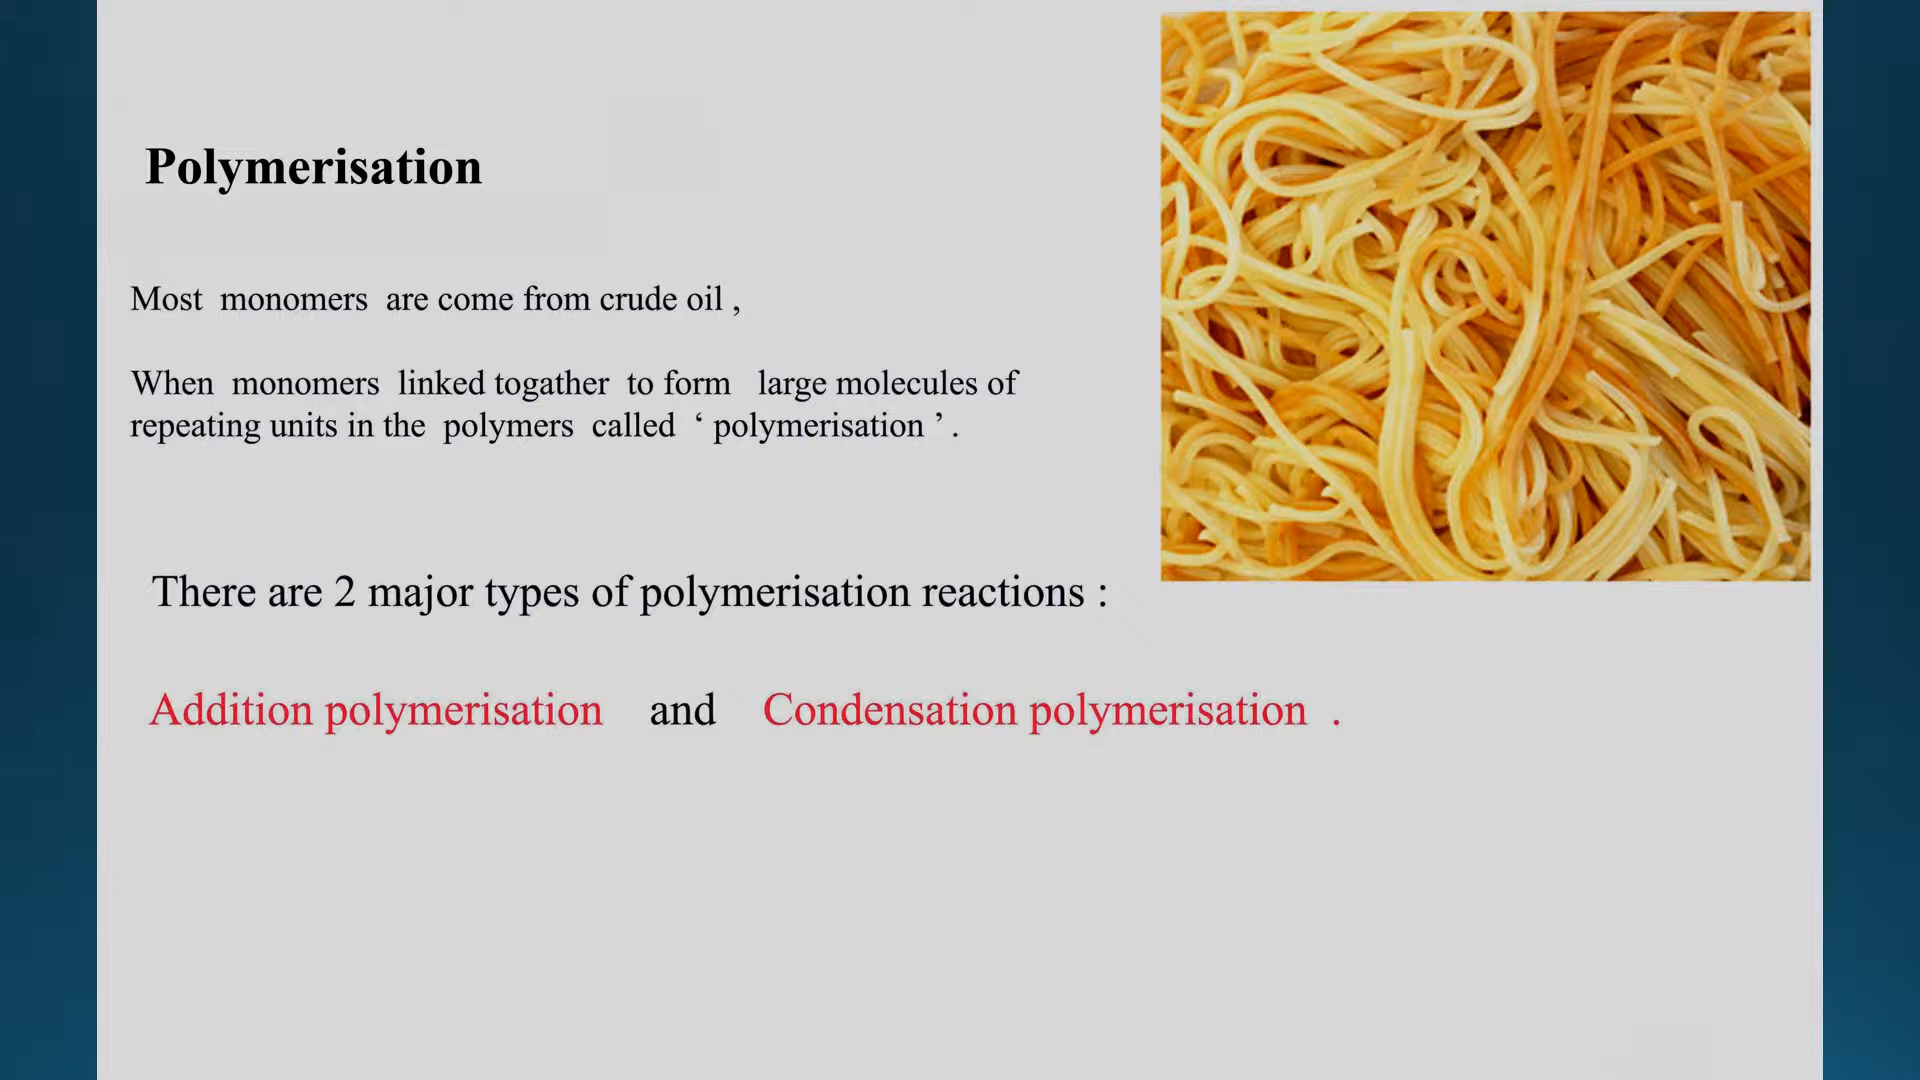 Polymerisation
Most monomers are come from crude oil ,
When monomers linked togather to form large molecules of
repeating units in the polymers called ‘ polymerisation ’ .
There are 2 major types of polymerisation reactions :
Addition polymerisation and Condensation polymerisation .